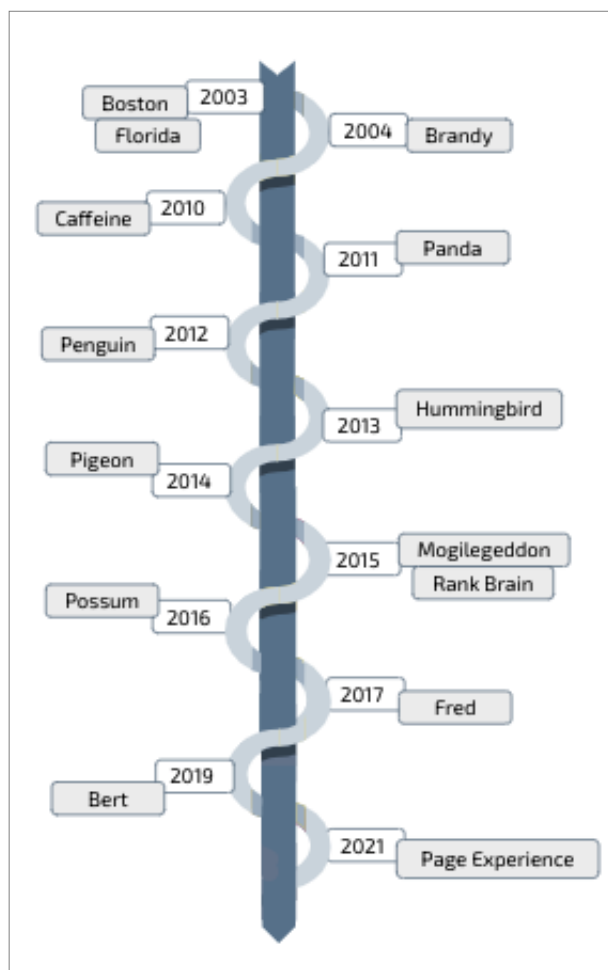 2003
Boston
Florida
2004
Brandy
2010
Caffeine
2011
Panda
2012
Penguin
2013
Hummingbird
2014
Pigeon
2015
Mogilegeddon
Rank Brain
2016
Possum
2017
Fred
2019
Bert
2021
Page Experience